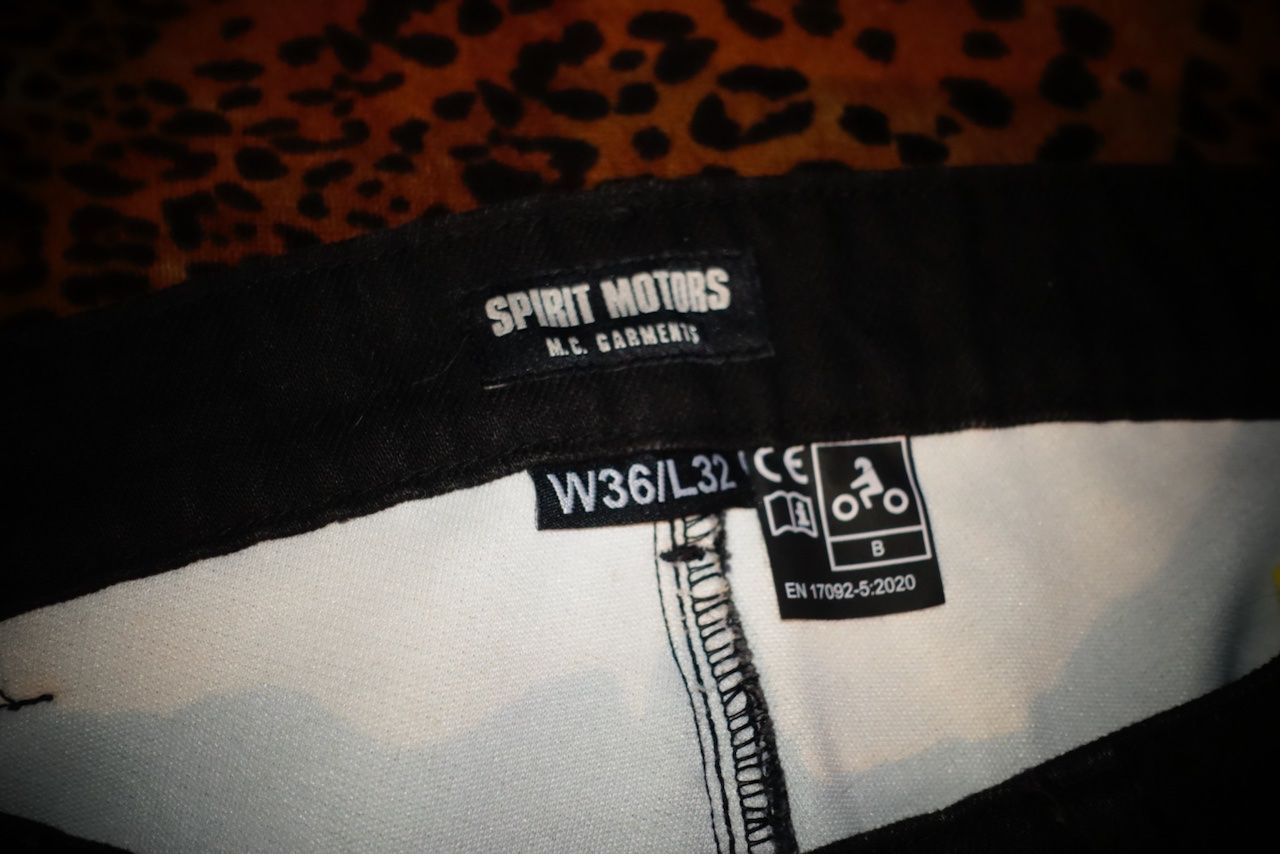 SPIRIT MOTORS
M.C. GARMENTS
W36/L32
CE
i
B
EN 17092-5:2020